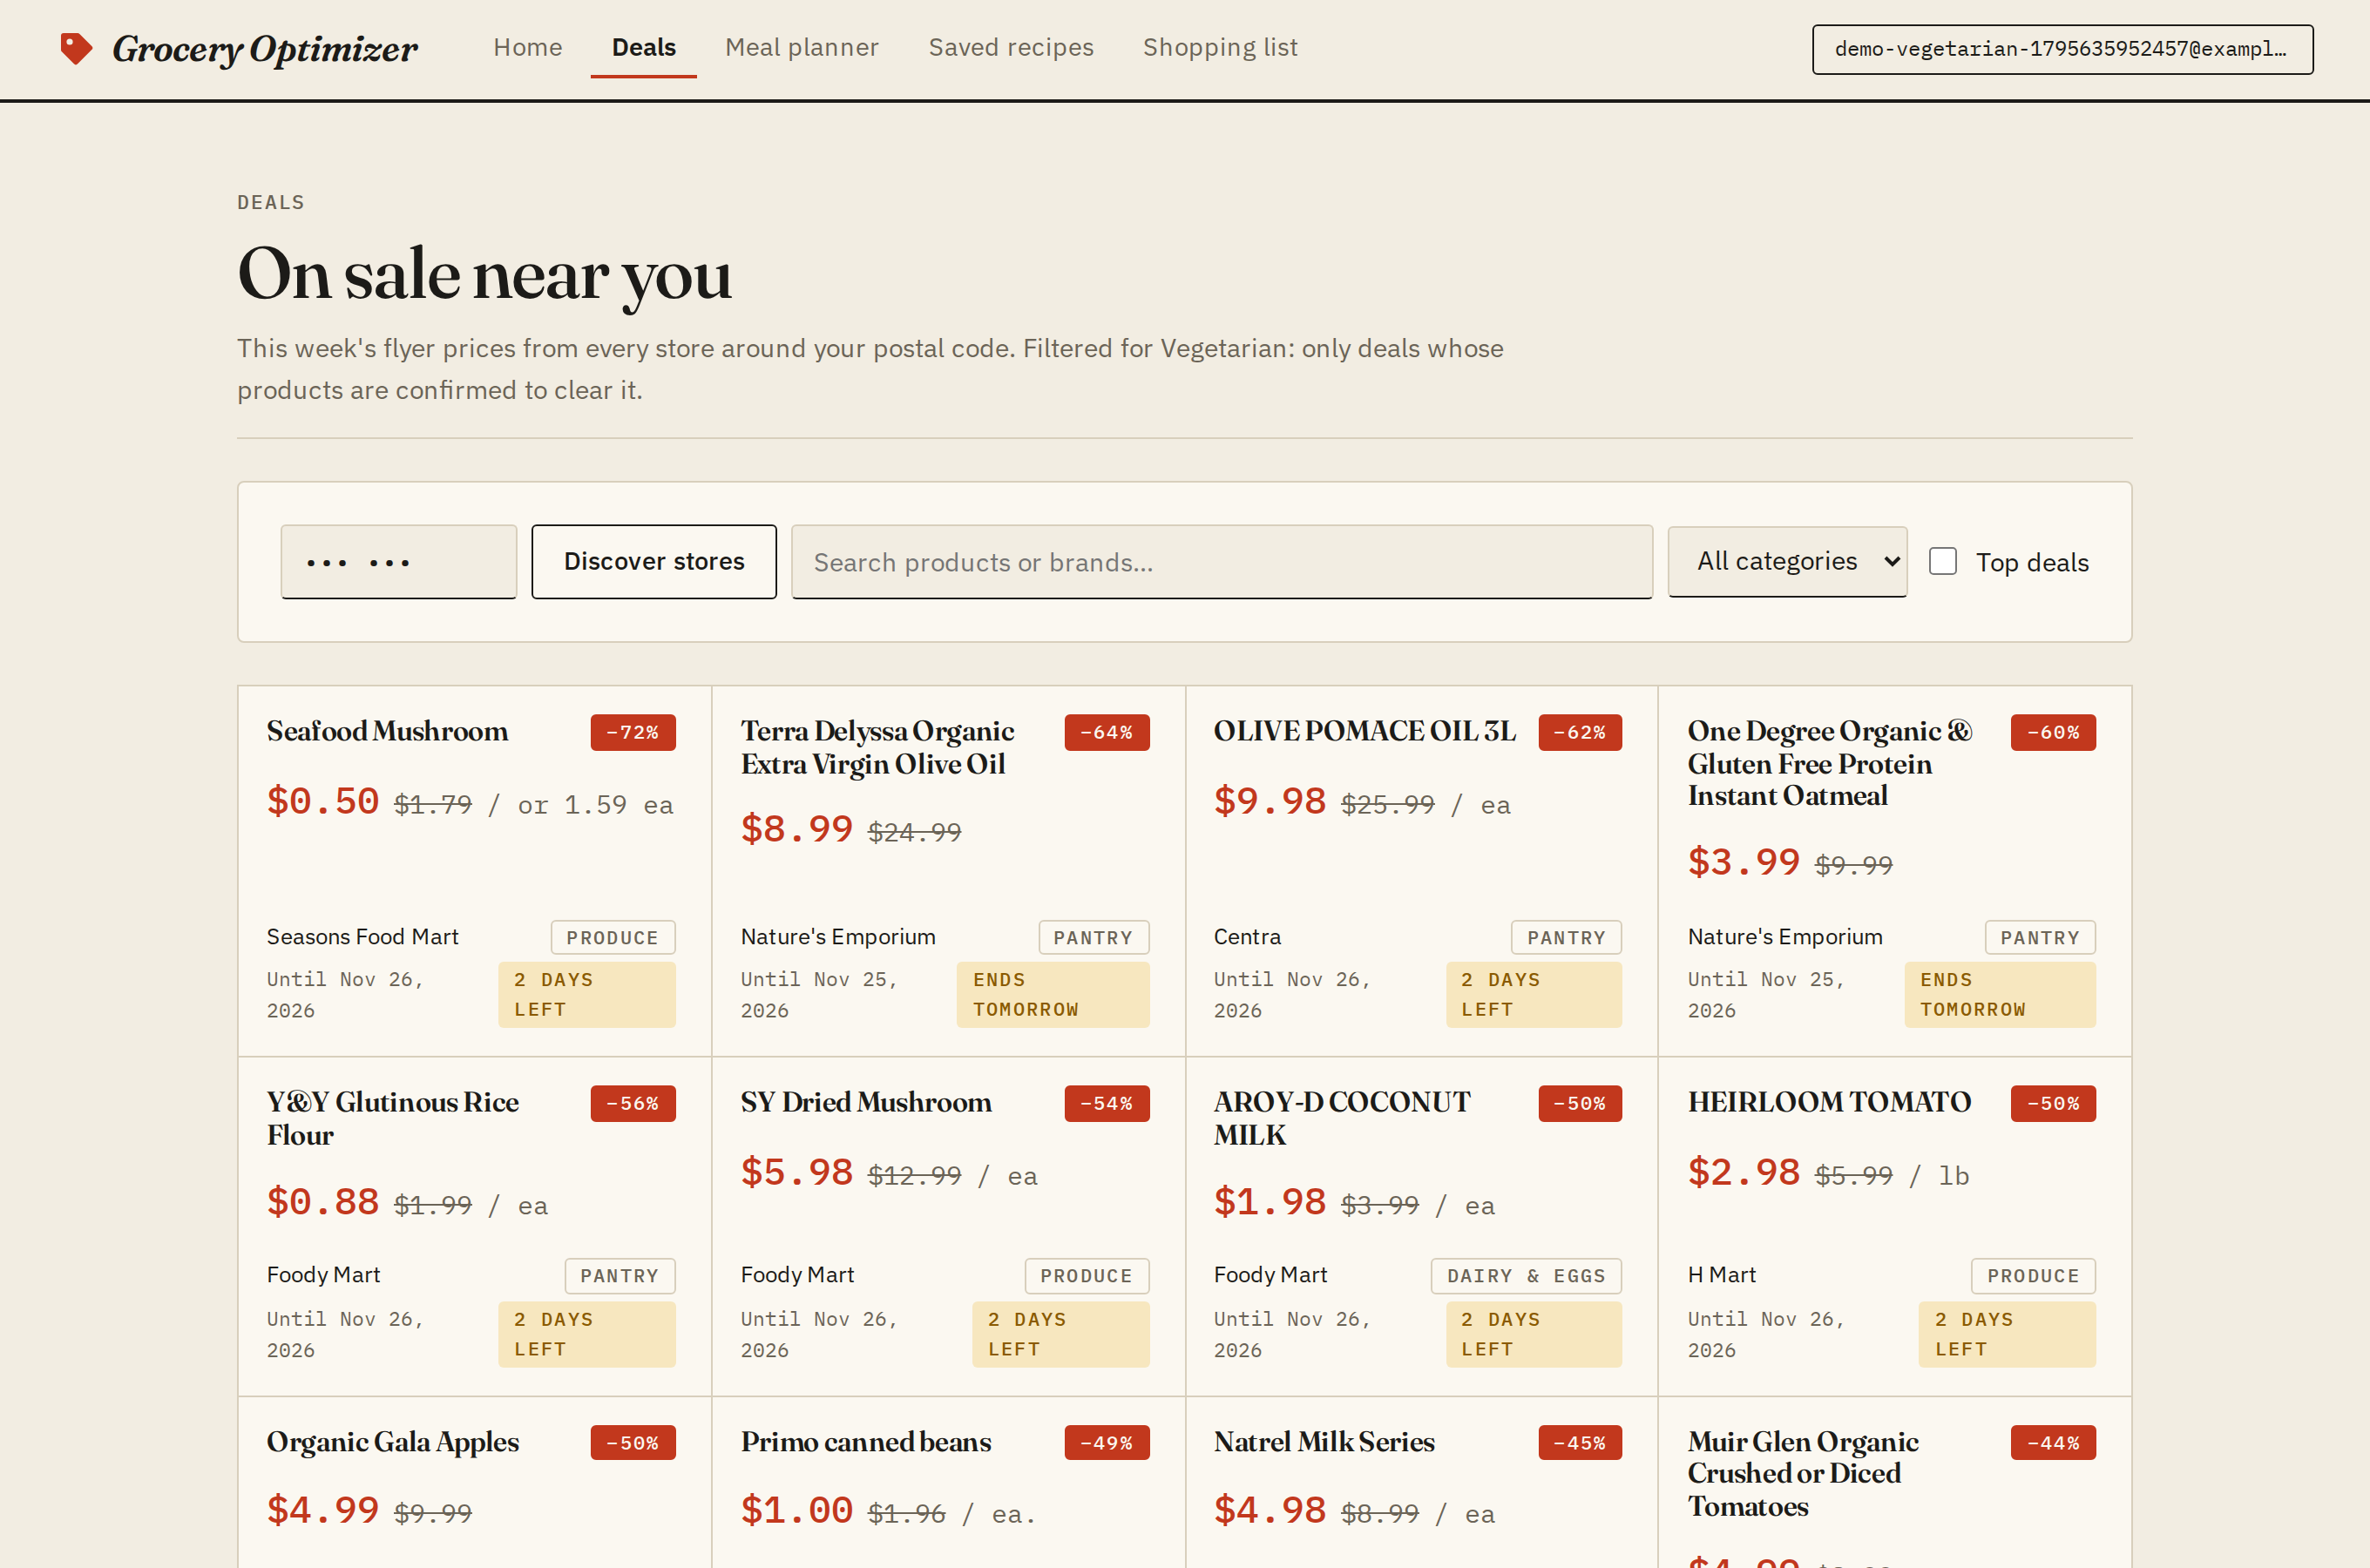 Grocery Optimizer
Home
Deals
Meal planner
Saved recipes
Shopping list
demo-vegetarian-1795635952457@exampl…
DEALS
On sale near you
This week's flyer prices from every store around your postal code. Filtered for Vegetarian: only deals whose
products are confirmed to clear it.
••• •••
Discover stores
Search products or brands...
All categories
Top deals
Seafood Mushroom
-72%
$0.50 $1.79 / or 1.59 ea
Seasons Food Mart
PRODUCE
Until Nov 26,
2026
2 DAYS
LEFT
Terra Delyssa Organic
Extra Virgin Olive Oil
-64%
$8.99 $24.99
Nature's Emporium
PANTRY
Until Nov 25,
2026
ENDS
TOMORROW
OLIVE POMACE OIL 3L
-62%
$9.98 $25.99 / ea
Centra
PANTRY
Until Nov 26,
2026
2 DAYS
LEFT
One Degree Organic &
Gluten Free Protein
Instant Oatmeal
-60%
$3.99 $9.99
Nature's Emporium
PANTRY
Until Nov 25,
2026
ENDS
TOMORROW
Y&Y Glutinous Rice
Flour
-56%
$0.88 $1.99 / ea
Foody Mart
PANTRY
Until Nov 26,
2026
2 DAYS
LEFT
SY Dried Mushroom
-54%
$5.98 $12.99 / ea
Foody Mart
PRODUCE
Until Nov 26,
2026
2 DAYS
LEFT
AROY-D COCONUT
MILK
-50%
$1.98 $3.99 / ea
Foody Mart
DAIRY & EGGS
Until Nov 26,
2026
2 DAYS
LEFT
HEIRLOOM TOMATO
-50%
$2.98 $5.99 / lb
H Mart
PRODUCE
Until Nov 26,
2026
2 DAYS
LEFT
Organic Gala Apples
-50%
$4.99 $9.99
Primo canned beans
-49%
$1.00 $1.96 / ea.
Natrel Milk Series
-45%
$4.98 $8.99 / ea
Muir Glen Organic
Crushed or Diced
Tomatoes
-44%